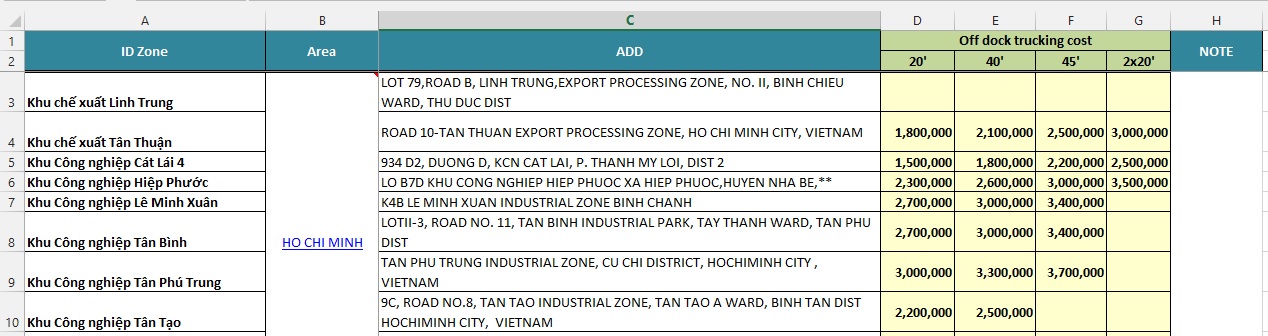 A B C D E F G H
1 ID Zone Area ADD Off dock trucking cost NOTE
2 20' 40' 45' 2x20'
LOT 79,ROAD B, LINH TRUNG,EXPORT PROCESSING ZONE, NO. II, BINH CHIEU
3 Khu chế xuất Linh Trung WARD, THU DUC DIST
4 Khu chế xuất Tân Thuận ROAD 10-TAN THUAN EXPORT PROCESSING ZONE, HO CHI MINH CITY, VIETNAM 1,800,000 2,100,000 2,500,000 3,000,000
5 Khu Công nghiệp Cát Lái 4 934 D2, DUONG D, KCN CAT LAI, P. THANH MY LOI, DIST 2 1,500,000 1,800,000 2,200,000 2,500,000
6 Khu Công nghiệp Hiệp Phước LO B7D KHU CONG NGHIEP HIEP PHUOC XA HIEP PHUOC,HUYEN NHA BE,** 2,300,000 2,600,000 3,000,000 3,500,000
7 Khu Công nghiệp Lê Minh Xuân K4B LE MINH XUAN INDUSTRIAL ZONE BINH CHANH 2,700,000 3,000,000 3,400,000
LOTII-3, ROAD NO. 11, TAN BINH INDUSTRIAL PARK, TAY THANH WARD, TAN PHU
8 Khu Công nghiệp Tân Bình HO CHI MINH DIST 2,700,000 3,000,000 3,400,000
TAN PHU TRUNG INDUSTRIAL ZONE, CU CHI DISTRICT, HOCHIMINH CITY ,
9 Khu Công nghiệp Tân Phú Trung VIETNAM 3,000,000 3,300,000 3,700,000
9C, ROAD NO.8, TAN TAO INDUSTRIAL ZONE, TAN TAO A WARD, BINH TAN DIST
10 Khu Công nghiệp Tân Tạo HOCHIMINH CITY, VIETNAM 2,200,000 2,500,000